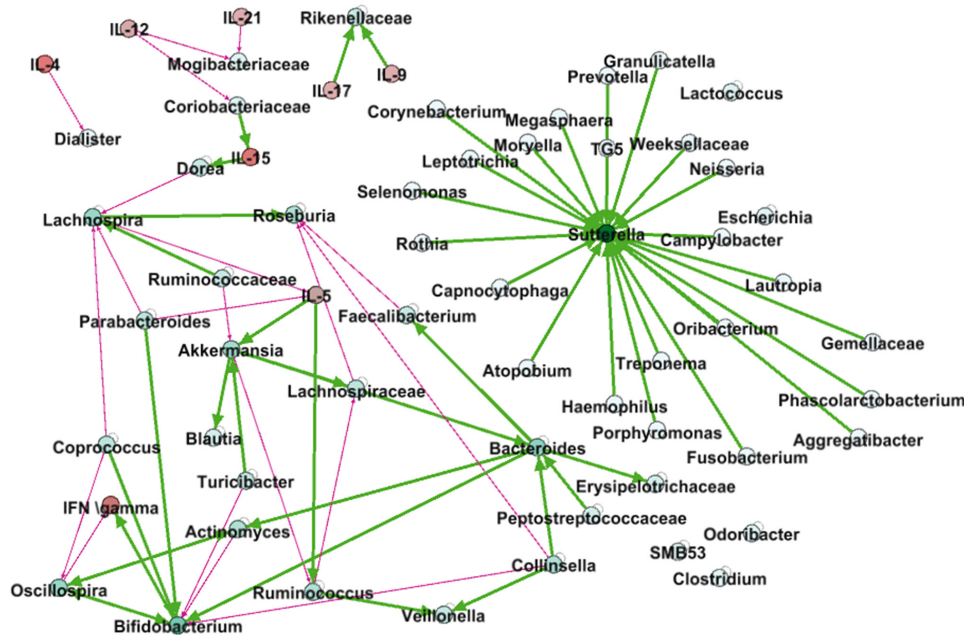 IL-12
IL-21
Rikenellaceae
IL-4
Mogibacteriaceae
IL-9
IL-17
Granulicatella
Prevotella
Lactococcus
Coriobacteriaceae
Corynebacterium
Megasphaera
Dialister
Moryella
TG5
Weeksellaceae
IL-15
Leptotrichia
Dorea
Neisseria
Selenomonas
Lachnospira
Roseburia
Escherichia
Rothia
Sutterella
Campylobacter
Ruminococcaceae
IL-5
Capnocytophaga
Lautropia
Parabacteroides
Faecalibacterium
Oribacterium
Gemellaceae
Akkermansia
Atopobium
Treponema
Lachnospiraceae
Haemophilus
Phascolarctobacterium
Blautia
Porphyromonas
Aggregatibacter
Coprococcus
Bacteroides
Fusobacterium
Turicibacter
Erysipelotrichaceae
IFN \gamma
Actinomyces
Peptostreptococcaceae
Odoribacter
SMB53
Collinsella
Clostridium
Oscillospira
Ruminococcus
Veillonella
Bifidobacterium